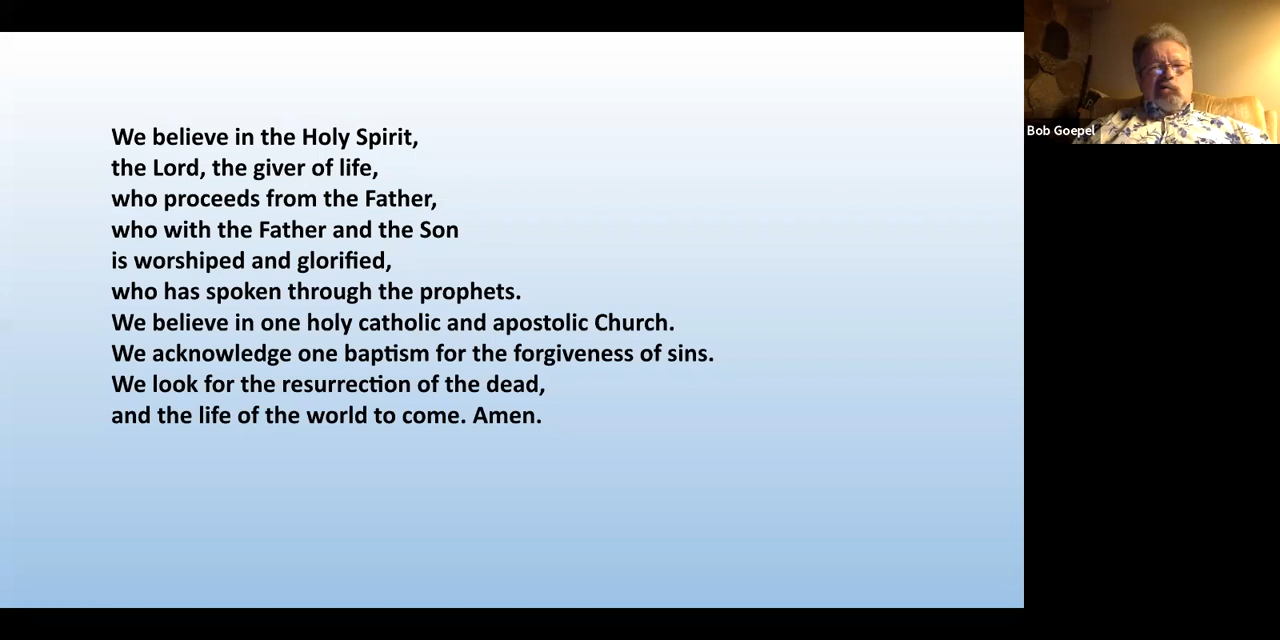 We believe in the Holy Spirit,
the Lord, the giver of life,
who proceeds from the Father,
who with the Father and the Son
is worshiped and glorified,
who has spoken through the prophets.
We believe in one holy catholic and apostolic Church.
We acknowledge one baptism for the forgiveness of sins.
We look for the resurrection of the dead,
and the life of the world to come. Amen.
Bob Goepel